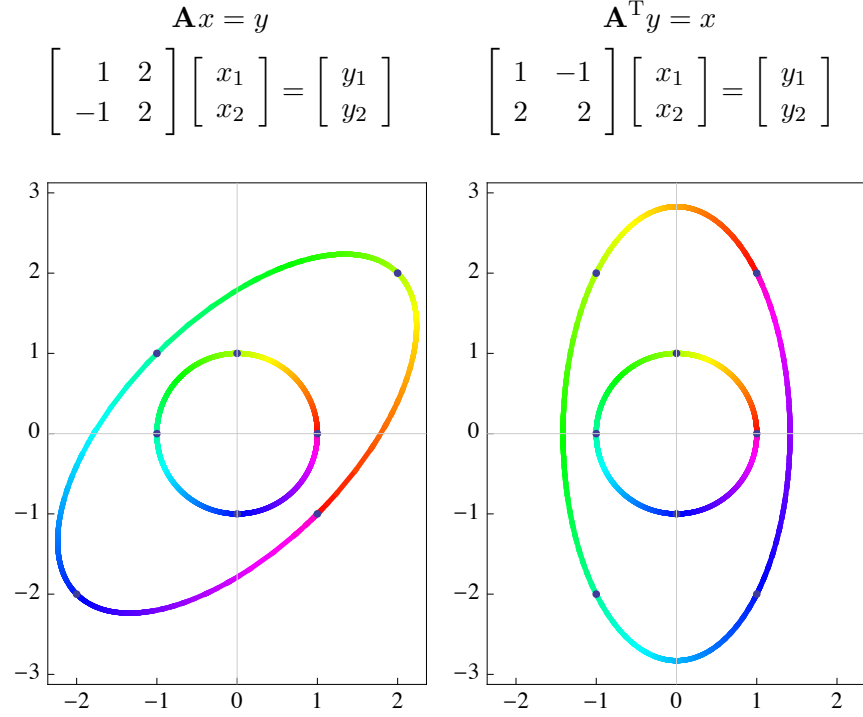 Ax = y
[ 1 2 ] [ x₁ ] = [ y₁ ]
[ −1 2 ] [ x₂ ] = [ y₂ ]
Aᵀy = x
[ 1 −1 ] [ x₁ ] = [ y₁ ]
[ 2 2 ] [ x₂ ] = [ y₂ ]
3
2
1
0
−1
−2
−3
−2 −1 0 1 2
3
2
1
0
−1
−2
−3
−2 −1 0 1 2